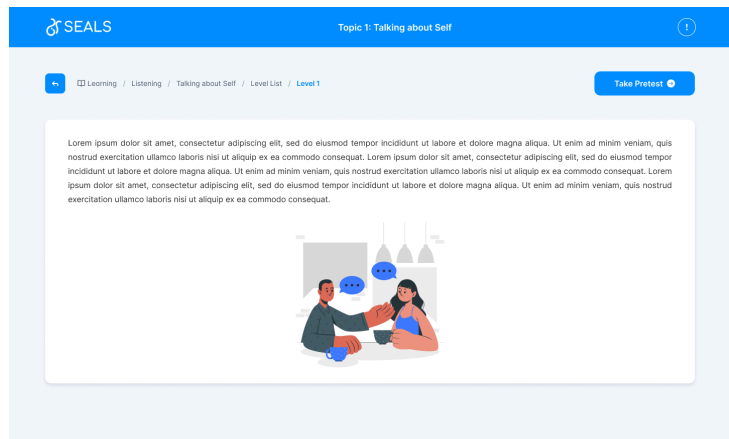 SEALS
Topic 1: Talking about Self
!
Learning / Listening / Talking about Self / Level List / Level 1
Take Pretest
Lorem ipsum dolor sit amet, consectetur adipiscing elit, sed do eiusmod tempor incididunt ut labore et dolore magna aliqua. Ut enim ad minim veniam, quis
nostrud exercitation ullamco laboris nisi ut aliquip ex ea commodo consequat. Lorem ipsum dolor sit amet, consectetur adipiscing elit, sed do eiusmod tempor
incididunt ut labore et dolore magna aliqua. Ut enim ad minim veniam, quis nostrud exercitation ullamco laboris nisi ut aliquip ex ea commodo consequat. Lorem
ipsum dolor sit amet, consectetur adipiscing elit, sed do eiusmod tempor incididunt ut labore et dolore magna aliqua. Ut enim ad minim veniam, quis nostrud
exercitation ullamco laboris nisi ut aliquip ex ea commodo consequat.